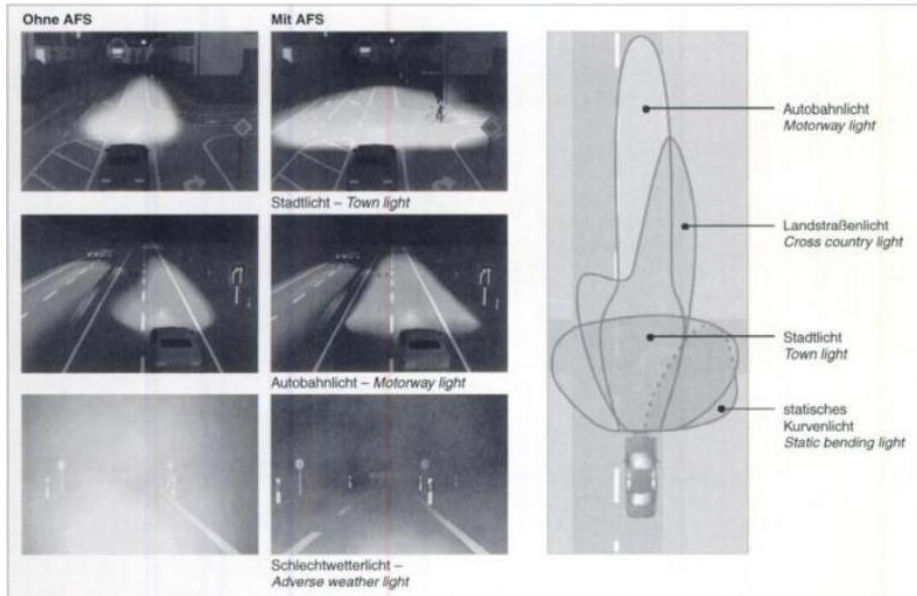 Ohne AFS
Mit AFS
Stadtlicht – Town light
Autobahnlicht – Motorway light
Schlechtwetterlicht –
Adverse weather light
Autobahnlicht
Motorway light
Landstraßenlicht
Cross country light
Stadtlicht
Town light
statisches
Kurvenlicht
Static bending light